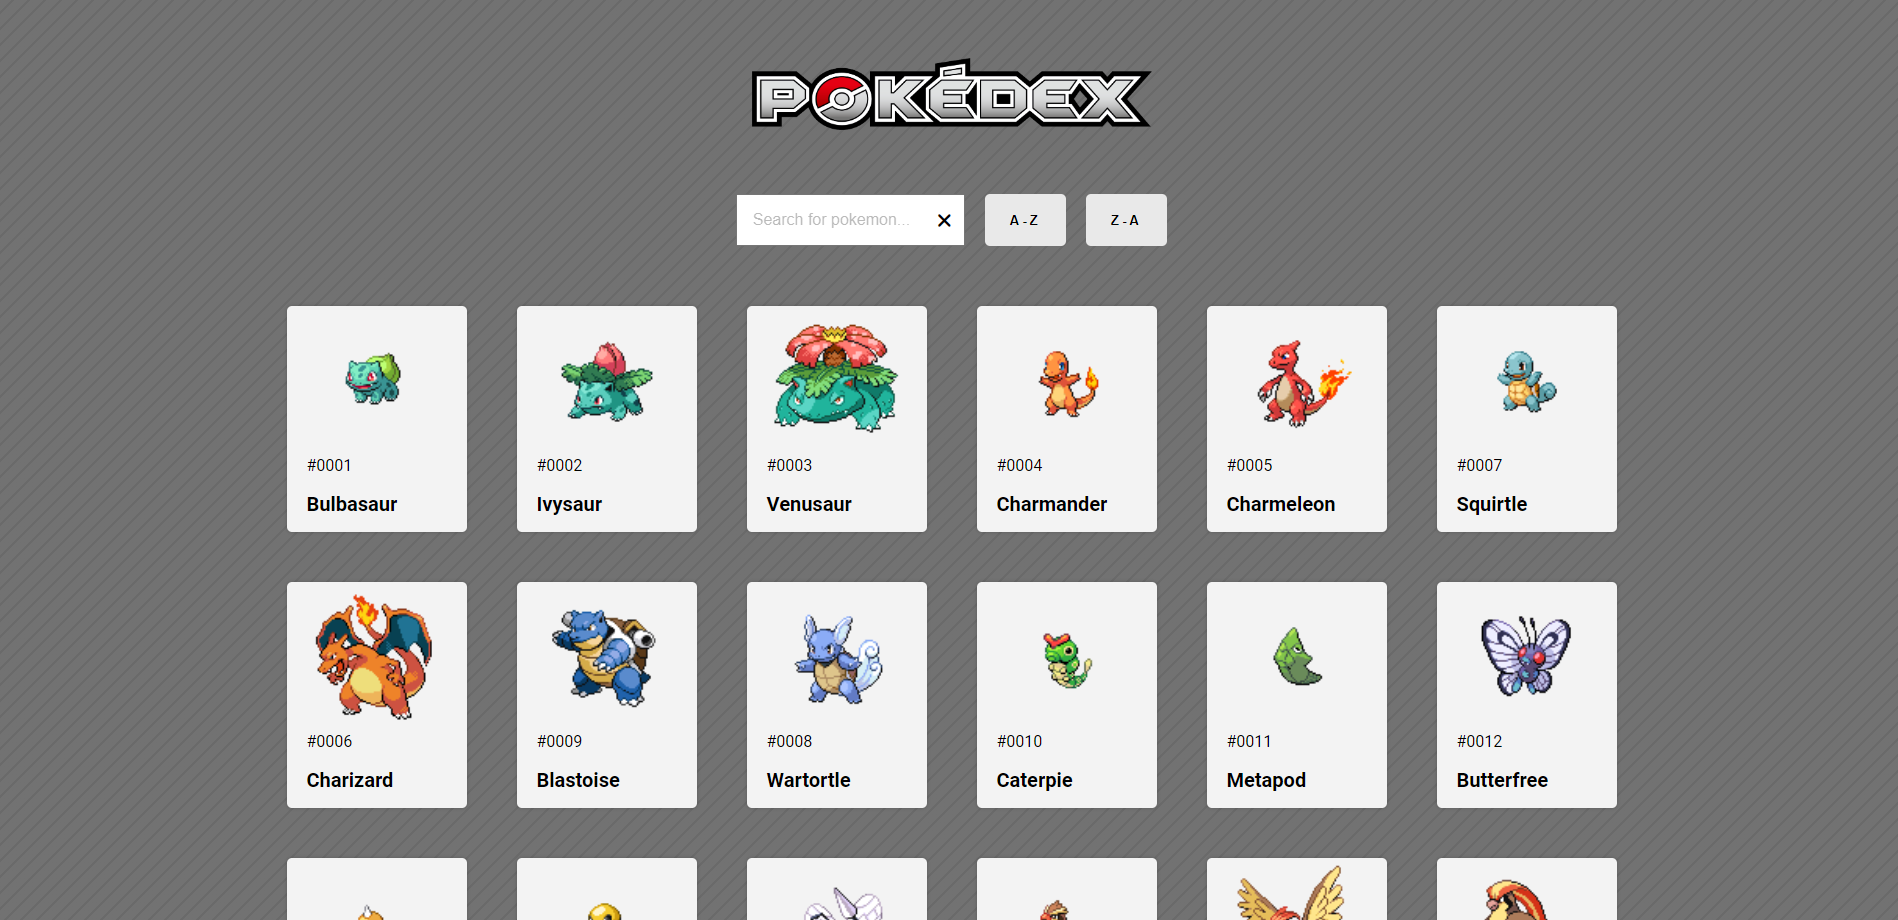 POKÉDEX
Search for pokemon... ✕ A - Z Z - A
#0001 #0002 #0003 #0004 #0005 #0007
Bulbasaur Ivysaur Venusaur Charmander Charmeleon Squirtle
#0006 #0009 #0008 #0010 #0011 #0012
Charizard Blastoise Wartortle Caterpie Metapod Butterfree